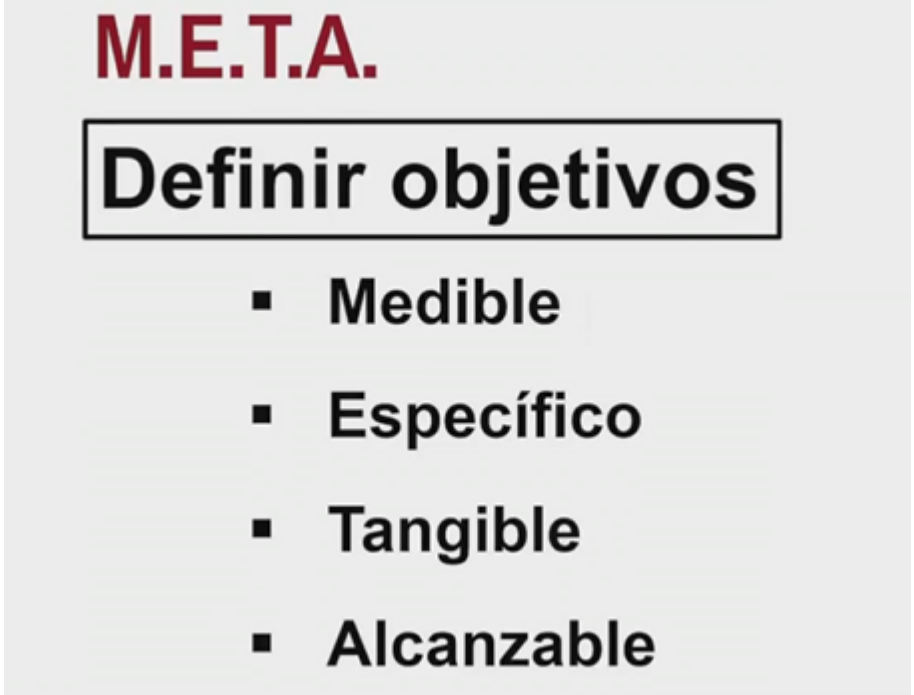 M.E.T.A.
Definir objetivos
▪ Medible
▪ Específico
▪ Tangible
▪ Alcanzable